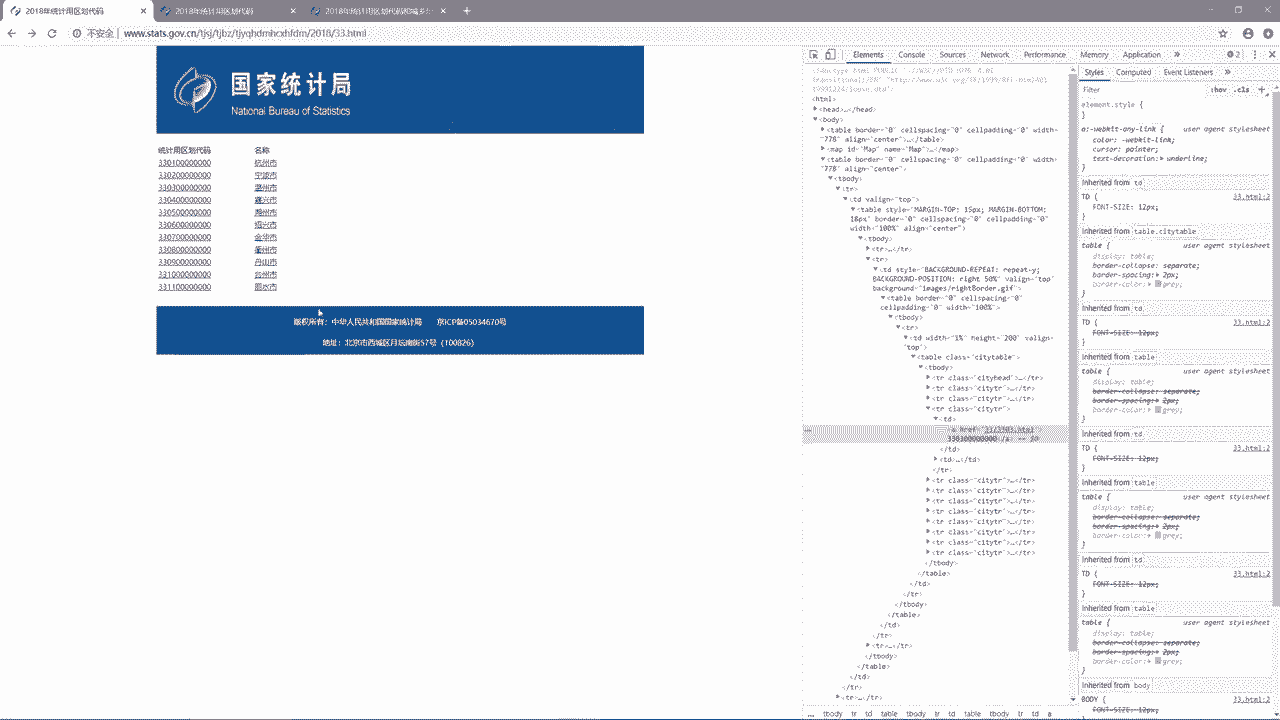 2018年统计用区划代码
2018年统计用区划代码
2018年统计用区划代码和城乡
不安全 | www.stats.gov.cn/tjsj/tjbz/tjyqhdmhcxhfdm/2018/33.html
国家统计局
National Bureau of Statistics
统计用区划代码 名称
330100000000 杭州市
330200000000 宁波市
330300000000 温州市
330400000000 嘉兴市
330500000000 湖州市
330600000000 绍兴市
330700000000 金华市
330800000000 衢州市
330900000000 舟山市
331000000000 台州市
331100000000 丽水市
版权所有：中华人民共和国国家统计局 京ICP备05034670号
地址：北京市西城区月坛南街57号（100826）
Elements Console Sources Network Performance Memory Application » 2
<html>
<head>…</head>
<body>
<table border="0" cellspacing="0" cellpadding="0" width=
"778" align="center">…</table>
<map id="Map" name="Map">…</map>
<table border="0" cellspacing="0" cellpadding="0" width=
"778" align="center">
<tbody>
<tr>
<td valign="top">
<table style="MARGIN-TOP: 15px; MARGIN-BOTTOM:
18px" border="0" cellspacing="0" cellpadding="0"
width="100%" align="center">
<tbody>
<tr>…</tr>
<tr>
<td style="BACKGROUND-REPEAT: repeat-y;
BACKGROUND-POSITION: right 50%" valign="top"
background="images/rightBorder.gif">
<table border="0" cellspacing="0"
cellpadding="0" width="100%">
<tbody>
<tr>
<td width="1%" height="200" valign=
"top">
<table class="citytable">
<tbody>
<tr class="cityhead">…</tr>
<tr class="citytr">…</tr>
<tr class="citytr">…</tr>
<tr class="citytr">
<td>
<a href="33/3303.html">
330300000000</a> == $0
</td>
<td>…</td>
</tr>
<tr class="citytr">…</tr>
<tr class="citytr">…</tr>
<tr class="citytr">…</tr>
<tr class="citytr">…</tr>
<tr class="citytr">…</tr>
<tr class="citytr">…</tr>
<tr class="citytr">…</tr>
<tr class="citytr">…</tr>
</tbody>
</table>
</td>
</tr>
</tbody>
</table>
</td>
</tr>
<tr>…</tr>
</tbody>
</table>
</td>
</tr>
<tr>…</tr>
… tbody tr td table tbody tr td table tbody tr td a
Styles Computed Event Listeners »
Filter :hov .cls +
element.style {
}
a:-webkit-any-link { user agent stylesheet
color: -webkit-link;
cursor: pointer;
text-decoration: underline;
}
Inherited from td
TD { 33.html:2
FONT-SIZE: 12px;
}
Inherited from table.citytable
table { user agent stylesheet
display: table;
border-collapse: separate;
border-spacing: 2px;
border-color: grey;
}
Inherited from td
TD { 33.html:2
FONT-SIZE: 12px;
}
Inherited from table
table { user agent stylesheet
display: table;
border-collapse: separate;
border-spacing: 2px;
border-color: grey;
}
Inherited from td
TD { 33.html:2
FONT-SIZE: 12px;
}
Inherited from table
table { user agent stylesheet
display: table;
border-collapse: separate;
border-spacing: 2px;
border-color: grey;
}
Inherited from td
TD { 33.html:2
FONT-SIZE: 12px;
}
Inherited from table
table { user agent stylesheet
display: table;
border-collapse: separate;
border-spacing: 2px;
border-color: grey;
}
Inherited from body
BODY { 33.html:2
FONT-SIZE: 12px;